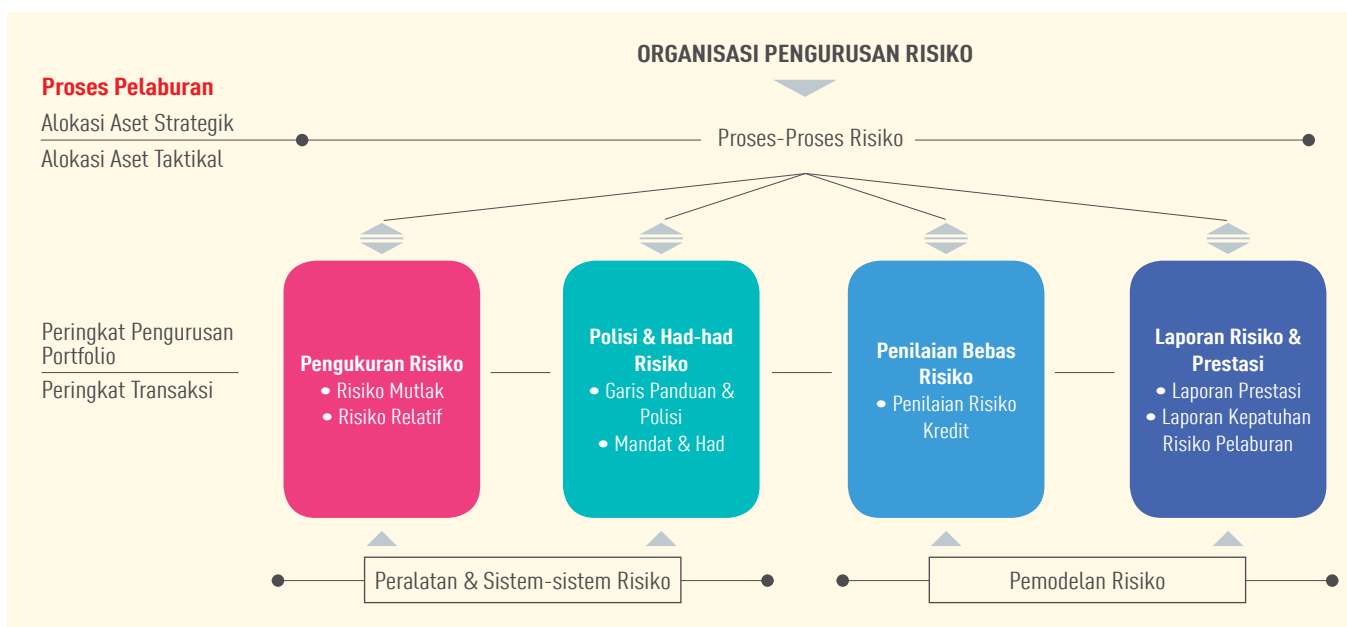 ORGANISASI PENGURUSAN RISIKO
Proses Pelaburan
Alokasi Aset Strategik
Alokasi Aset Taktikal
Proses-Proses Risiko
Peringkat Pengurusan
Portfolio
Peringkat Transaksi
Pengukuran Risiko
• Risiko Mutlak
• Risiko Relatif
Polisi & Had-had
Risiko
• Garis Panduan &
Polisi
• Mandat & Had
Penilaian Bebas
Risiko
• Penilaian Risiko
Kredit
Laporan Risiko &
Prestasi
• Laporan Prestasi
• Laporan Kepatuhan
Risiko Pelaburan
Peralatan & Sistem-sistem Risiko
Pemodelan Risiko